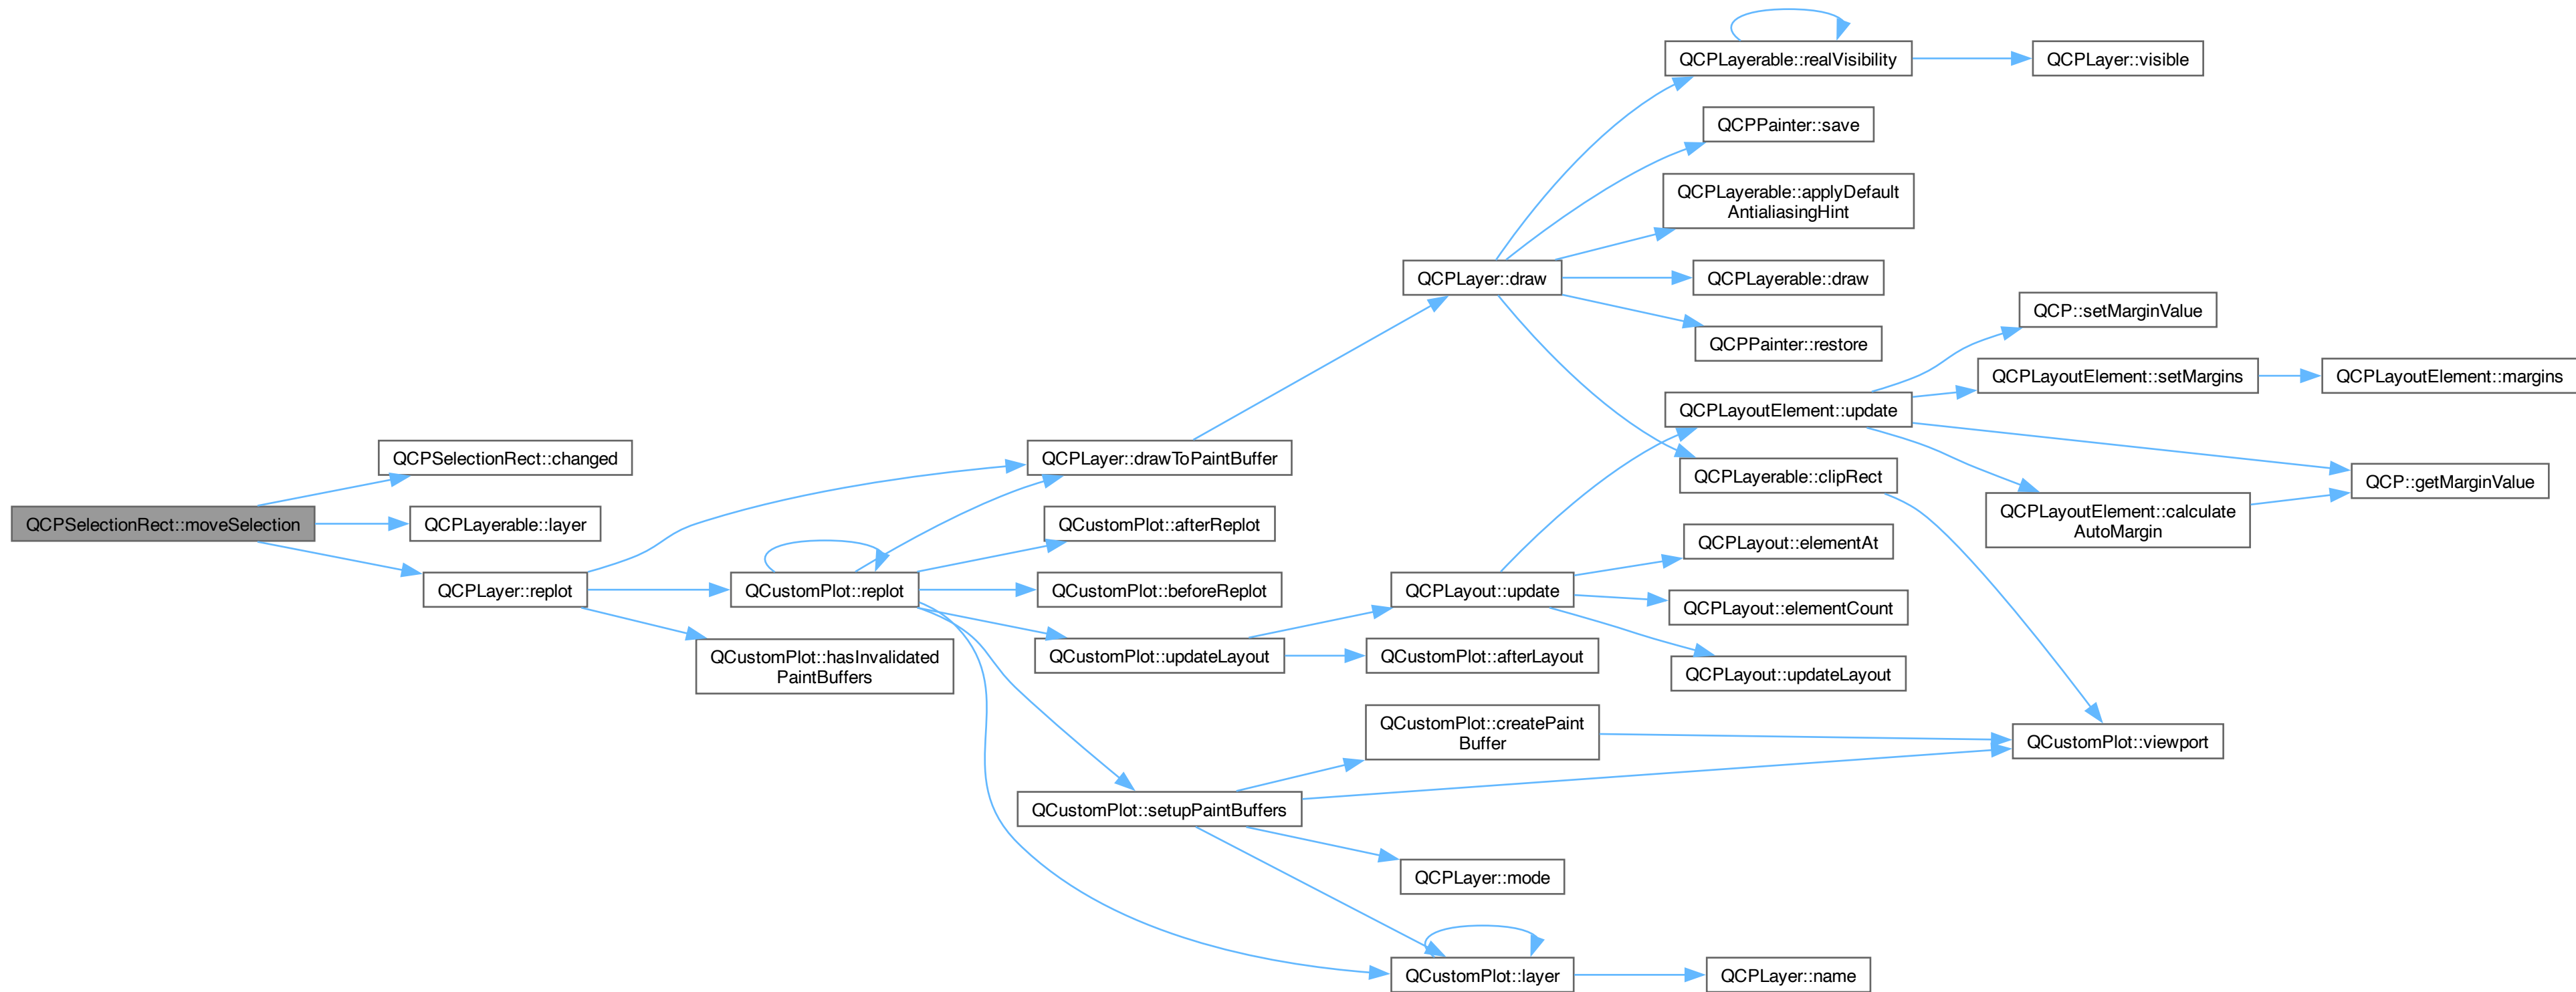 QCPSelectionRect::moveSelection
QCPSelectionRect::changed
QCPLayerable::layer
QCPLayer::replot
QCustomPlot::replot
QCustomPlot::hasInvalidated
PaintBuffers
QCPLayer::drawToPaintBuffer
QCustomPlot::afterReplot
QCustomPlot::beforeReplot
QCustomPlot::updateLayout
QCustomPlot::setupPaintBuffers
QCPLayer::draw
QCPLayout::update
QCustomPlot::afterLayout
QCustomPlot::createPaint
Buffer
QCPLayer::mode
QCustomPlot::layer
QCPLayerable::realVisibility
QCPPainter::save
QCPLayerable::applyDefault
AntialiasingHint
QCPLayerable::draw
QCPPainter::restore
QCPLayoutElement::update
QCPLayerable::clipRect
QCPLayout::elementAt
QCPLayout::elementCount
QCPLayout::updateLayout
QCPLayer::name
QCPLayer::visible
QCP::setMarginValue
QCPLayoutElement::setMargins
QCPLayoutElement::calculate
AutoMargin
QCustomPlot::viewport
QCPLayoutElement::margins
QCP::getMarginValue